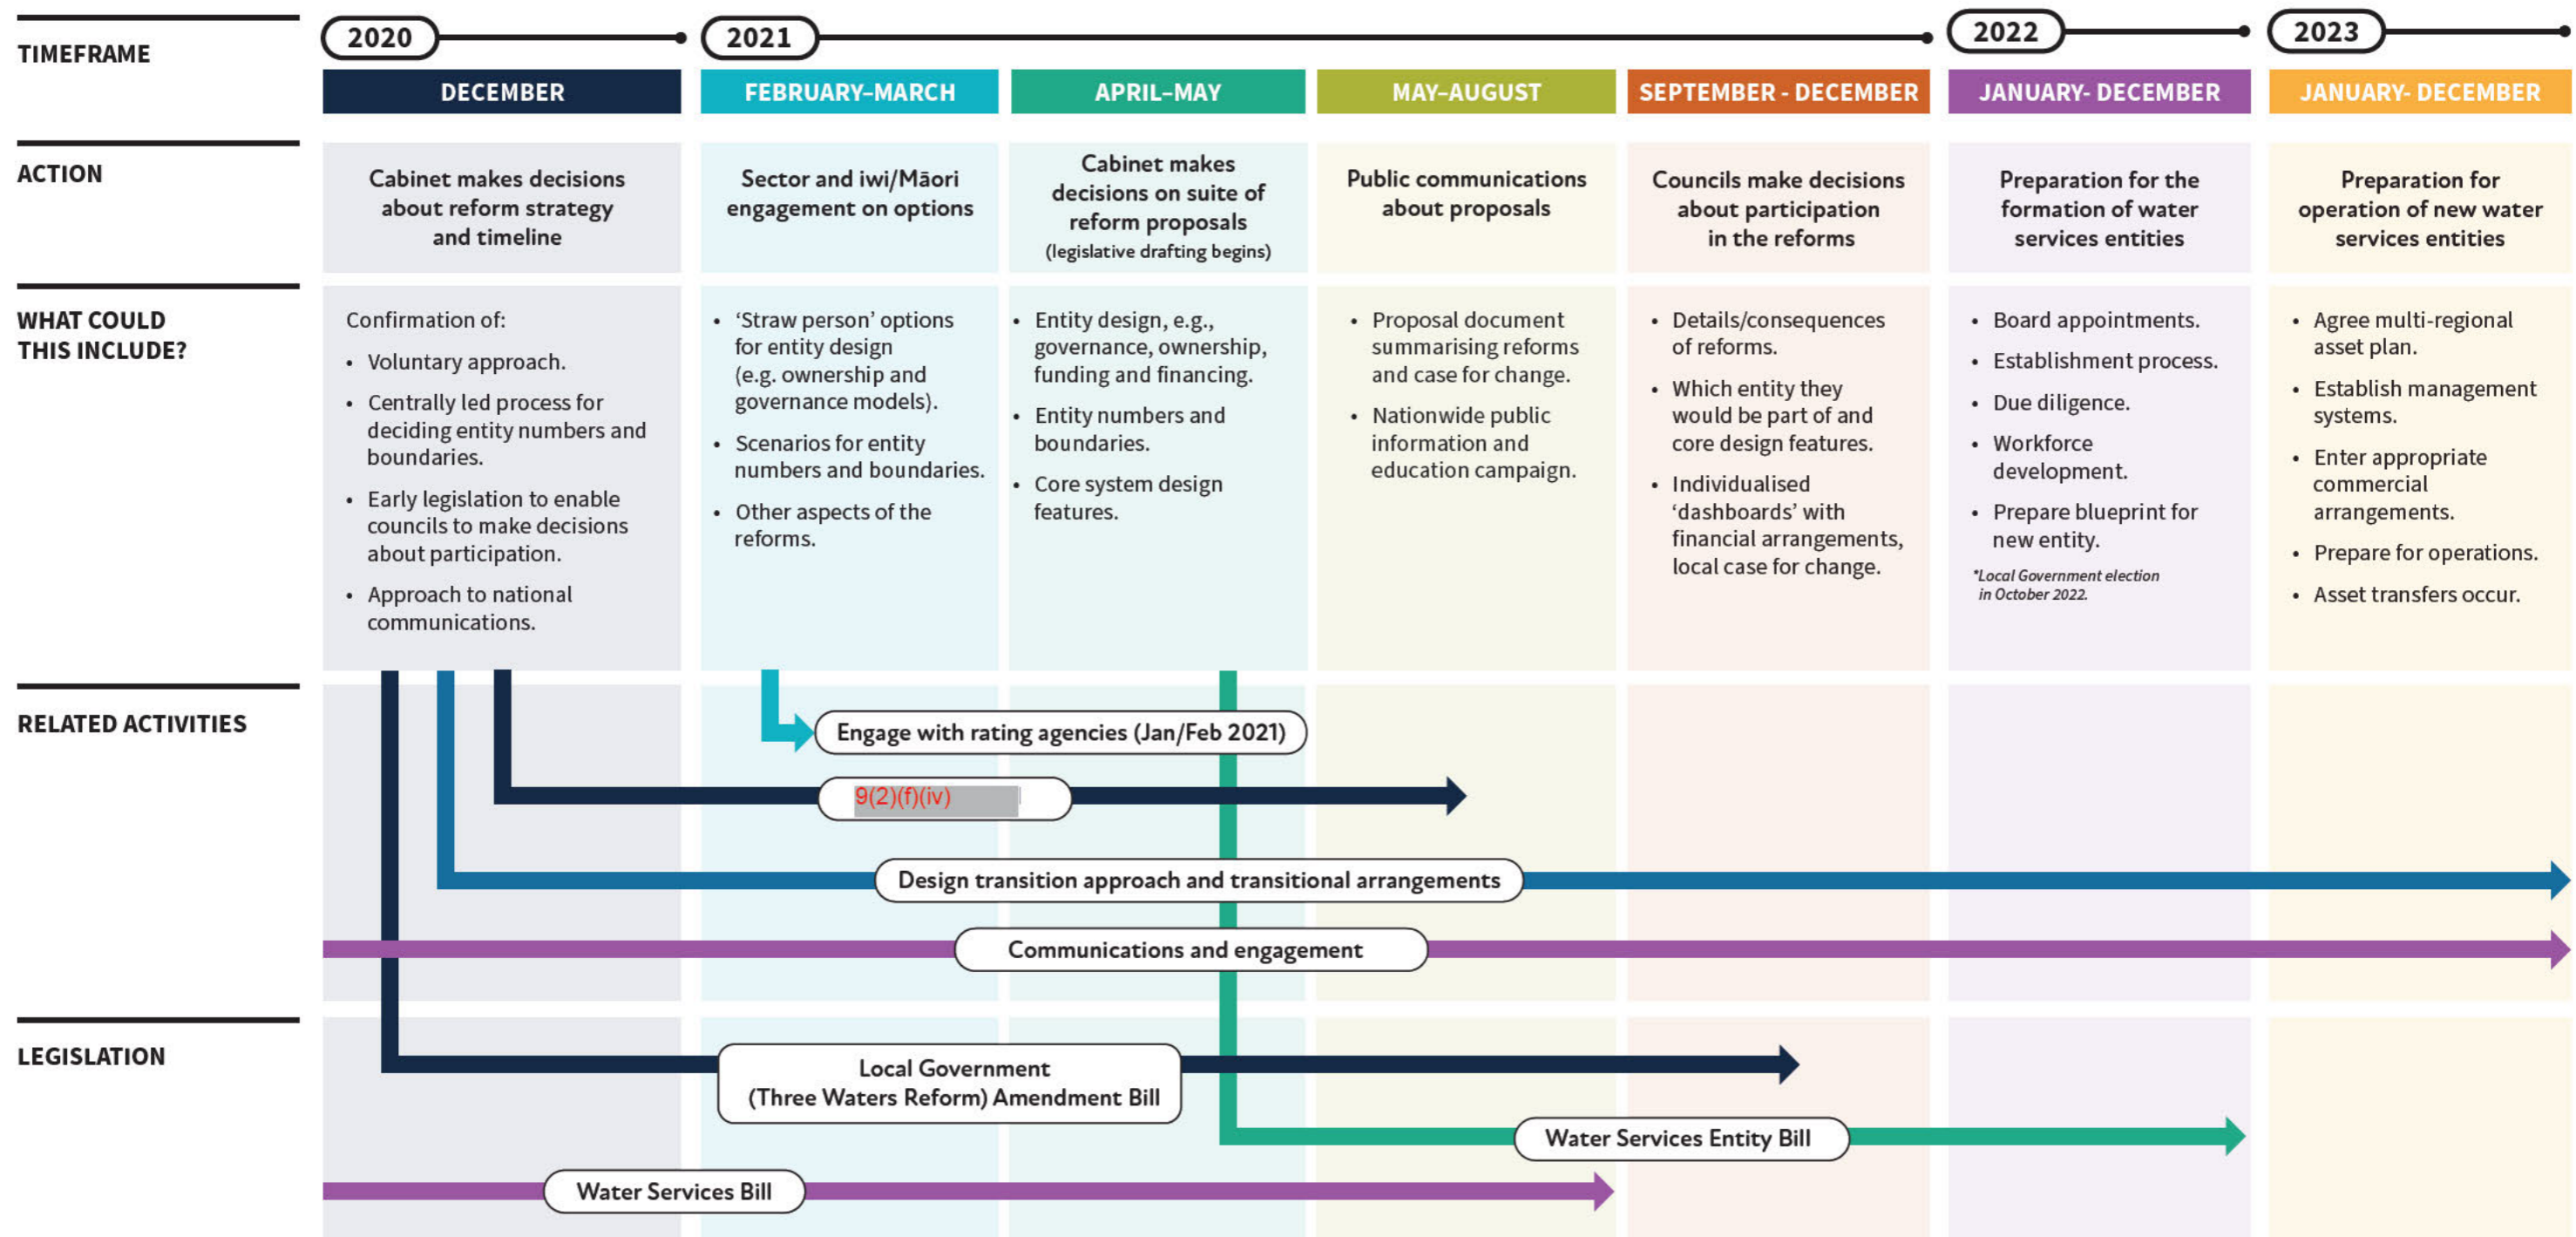 TIMEFRAME
2020
2021
2022
2023
DECEMBER
FEBRUARY–MARCH
APRIL–MAY
MAY–AUGUST
SEPTEMBER - DECEMBER
JANUARY- DECEMBER
JANUARY- DECEMBER
ACTION
Cabinet makes decisions
about reform strategy
and timeline
Sector and iwi/Māori
engagement on options
Cabinet makes
decisions on suite of
reform proposals
(legislative drafting begins)
Public communications
about proposals
Councils make decisions
about participation
in the reforms
Preparation for the
formation of water
services entities
Preparation for
operation of new water
services entities
WHAT COULD
THIS INCLUDE?
Confirmation of:
• Voluntary approach.
• Centrally led process for
deciding entity numbers and
boundaries.
• Early legislation to enable
councils to make decisions
about participation.
• Approach to national
communications.
• ‘Straw person’ options
for entity design
(e.g. ownership and
governance models).
• Scenarios for entity
numbers and boundaries.
• Other aspects of the
reforms.
• Entity design, e.g.,
governance, ownership,
funding and financing.
• Entity numbers and
boundaries.
• Core system design
features.
• Proposal document
summarising reforms
and case for change.
• Nationwide public
information and
education campaign.
• Details/consequences
of reforms.
• Which entity they
would be part of and
core design features.
• Individualised
‘dashboards’ with
financial arrangements,
local case for change.
• Board appointments.
• Establishment process.
• Due diligence.
• Workforce
development.
• Prepare blueprint for
new entity.
*Local Government election
in October 2022.
• Agree multi-regional
asset plan.
• Establish management
systems.
• Enter appropriate
commercial
arrangements.
• Prepare for operations.
• Asset transfers occur.
RELATED ACTIVITIES
Engage with rating agencies (Jan/Feb 2021)
9(2)(f)(iv)
Design transition approach and transitional arrangements
Communications and engagement
LEGISLATION
Local Government
(Three Waters Reform) Amendment Bill
Water Services Entity Bill
Water Services Bill